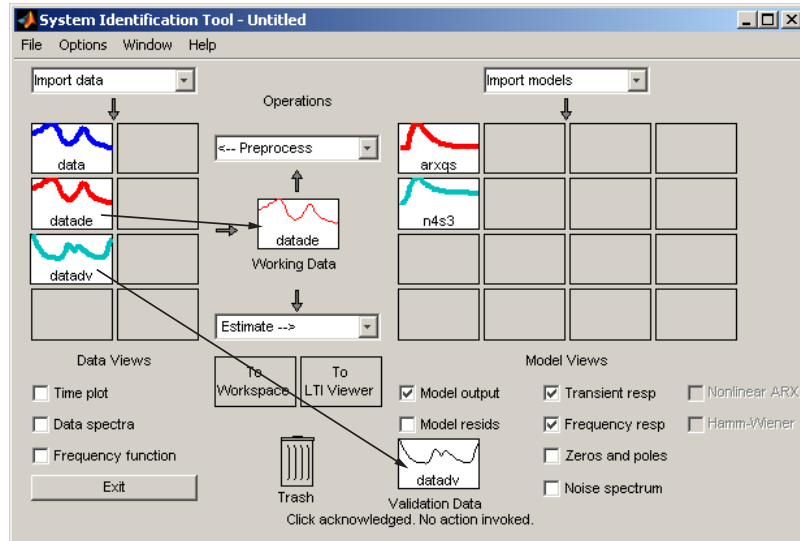 System Identification Tool - Untitled
File Options Window Help
Import data
Import models
Operations
data
<-- Preprocess
arxqs
datade
datade
n4s3
Working Data
datadv
Estimate -->
Data Views
To Workspace
To LTI Viewer
Model Views
Time plot
Data spectra
Frequency function
Exit
Trash
Model output
Model resids
Transient resp
Frequency resp
Zeros and poles
Noise spectrum
Nonlinear ARX
Hamm-Wiener
datadv
Validation Data
Click acknowledged. No action invoked.